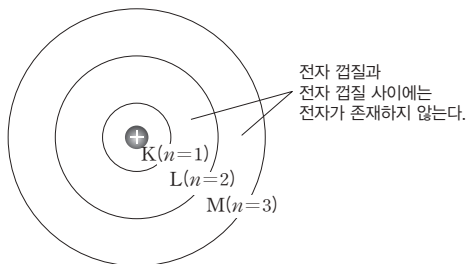 전자 껍질과
전자 껍질 사이에는
전자가 존재하지 않는다.
+
K(n=1)
L(n=2)
M(n=3)